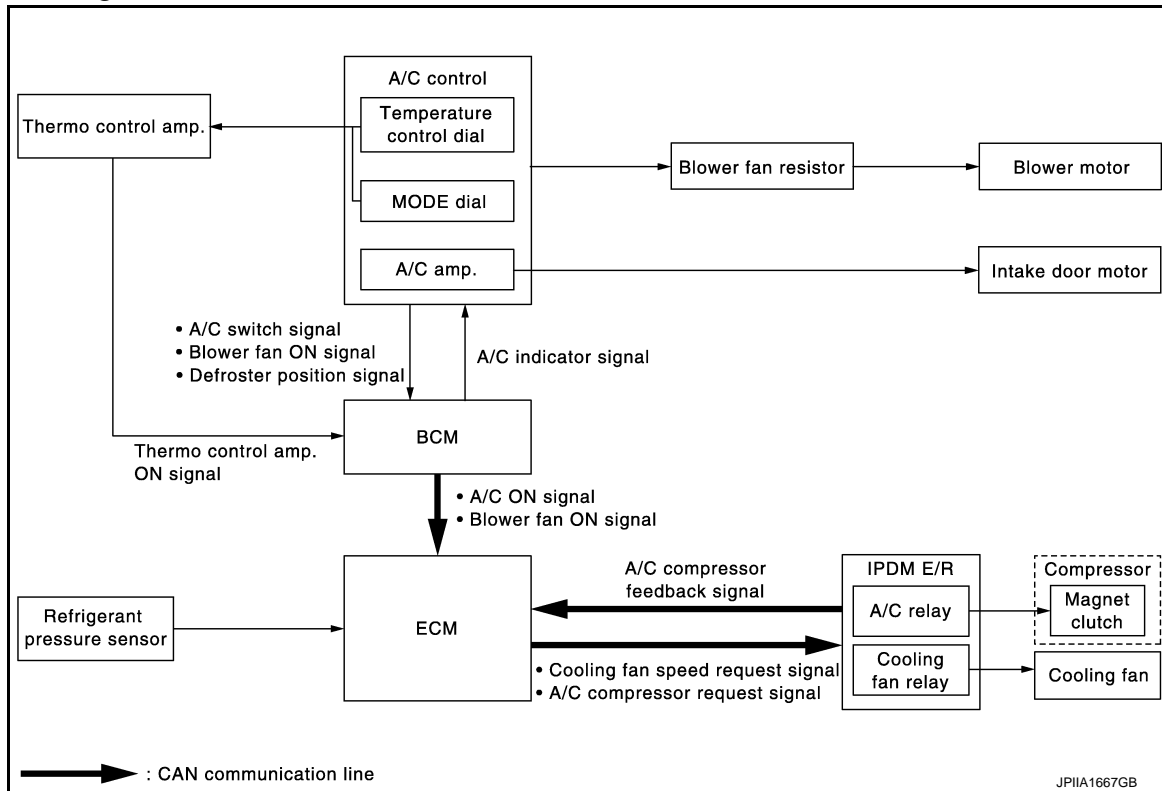 A/C control
Thermo control amp.
Temperature
control dial
MODE dial
A/C amp.
Blower fan resistor
Blower motor
Intake door motor
• A/C switch signal
• Blower fan ON signal
• Defroster position signal
A/C indicator signal
BCM
Thermo control amp.
ON signal
• A/C ON signal
• Blower fan ON signal
Refrigerant
pressure sensor
ECM
A/C compressor
feedback signal
• Cooling fan speed request signal
• A/C compressor request signal
IPDM E/R
A/C relay
Cooling
fan relay
Compressor
Magnet
clutch
Cooling fan
: CAN communication line
JPIIA1667GB